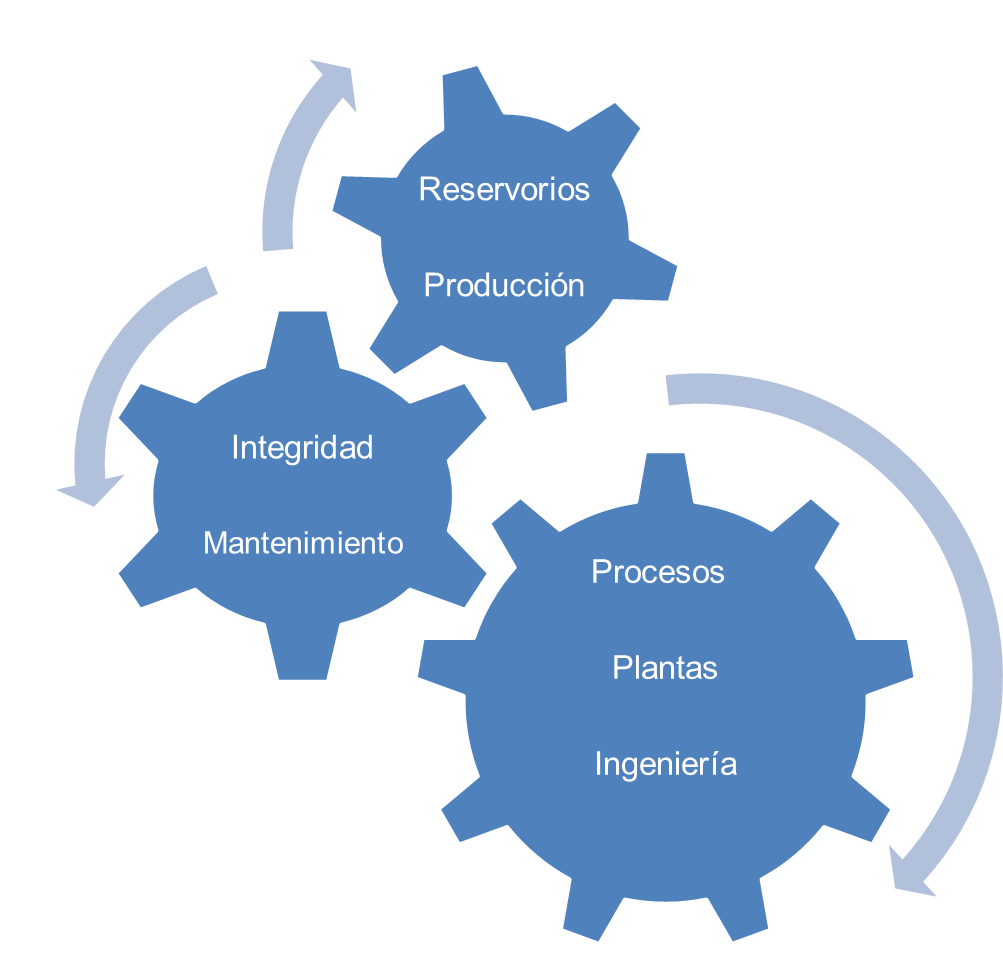 Reservorios
Producción
Integridad
Mantenimiento
Procesos
Plantas
Ingeniería